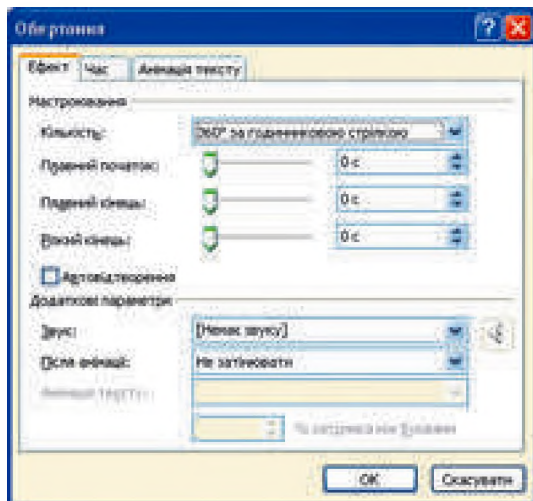 Обертання
Ефект Час Анімація тексту
Настроювання
Кількість: 360° за годинниковою стрілкою
Плавний початок: 0 с
Плавний кінець: 0 с
Різкий кінець: 0 с
Автовідтворення
Додаткові параметри
Звук: [Немає звуку]
Після анімації: Не затінювати
Анімація тексту:
% затримка між буквами
OK Скасувати